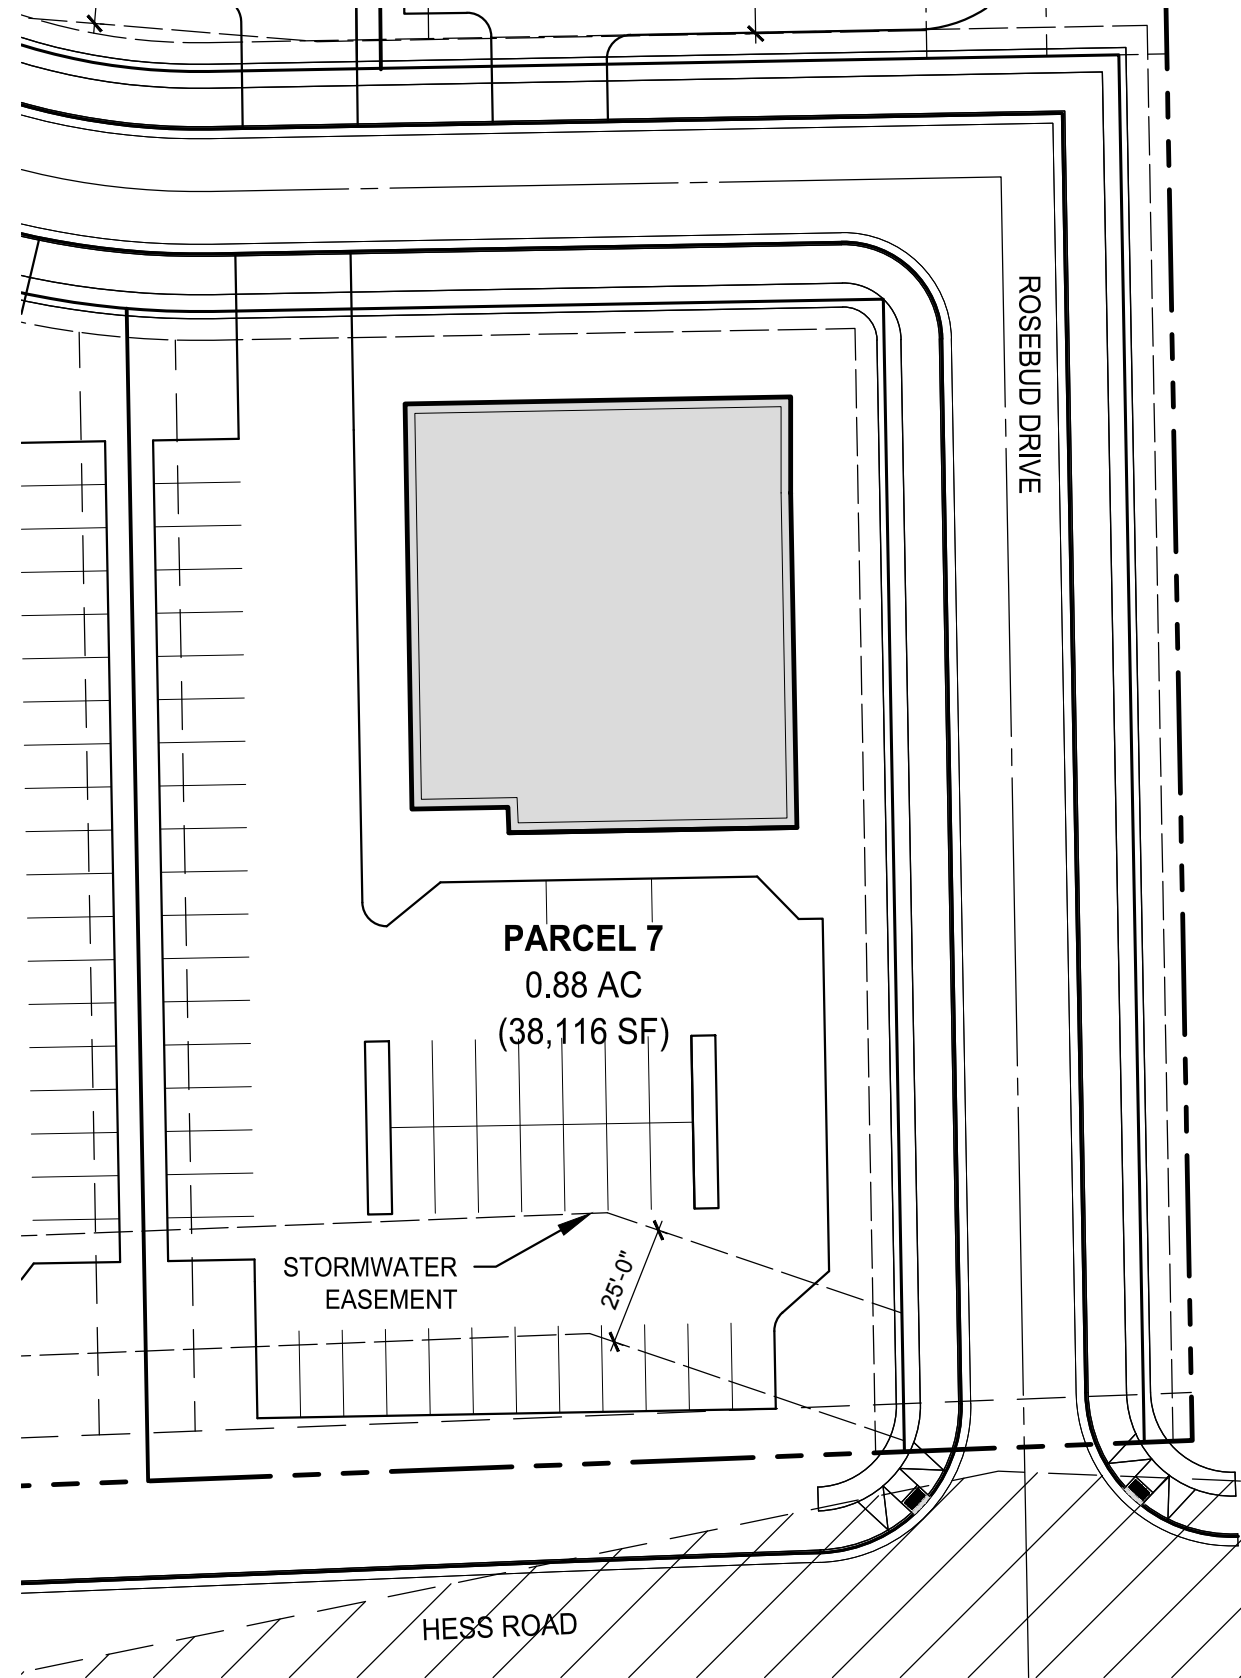 ROSEBUD DRIVE
PARCEL 7
0.88 AC
(38,116 SF)
STORMWATER
EASEMENT
25'-0"
HESS ROAD